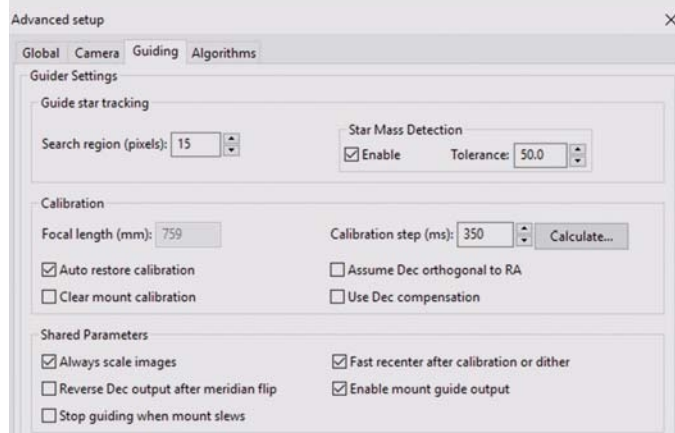 Advanced setup
Global Camera Guiding Algorithms
Guider Settings
Guide star tracking
Search region (pixels): 15
Star Mass Detection
Enable Tolerance: 50.0
Calibration
Focal length (mm): 759 Calibration step (ms): 350 Calculate...
Auto restore calibration Assume Dec orthogonal to RA
Clear mount calibration Use Dec compensation
Shared Parameters
Always scale images Fast recenter after calibration or dither
Reverse Dec output after meridian flip Enable mount guide output
Stop guiding when mount slews